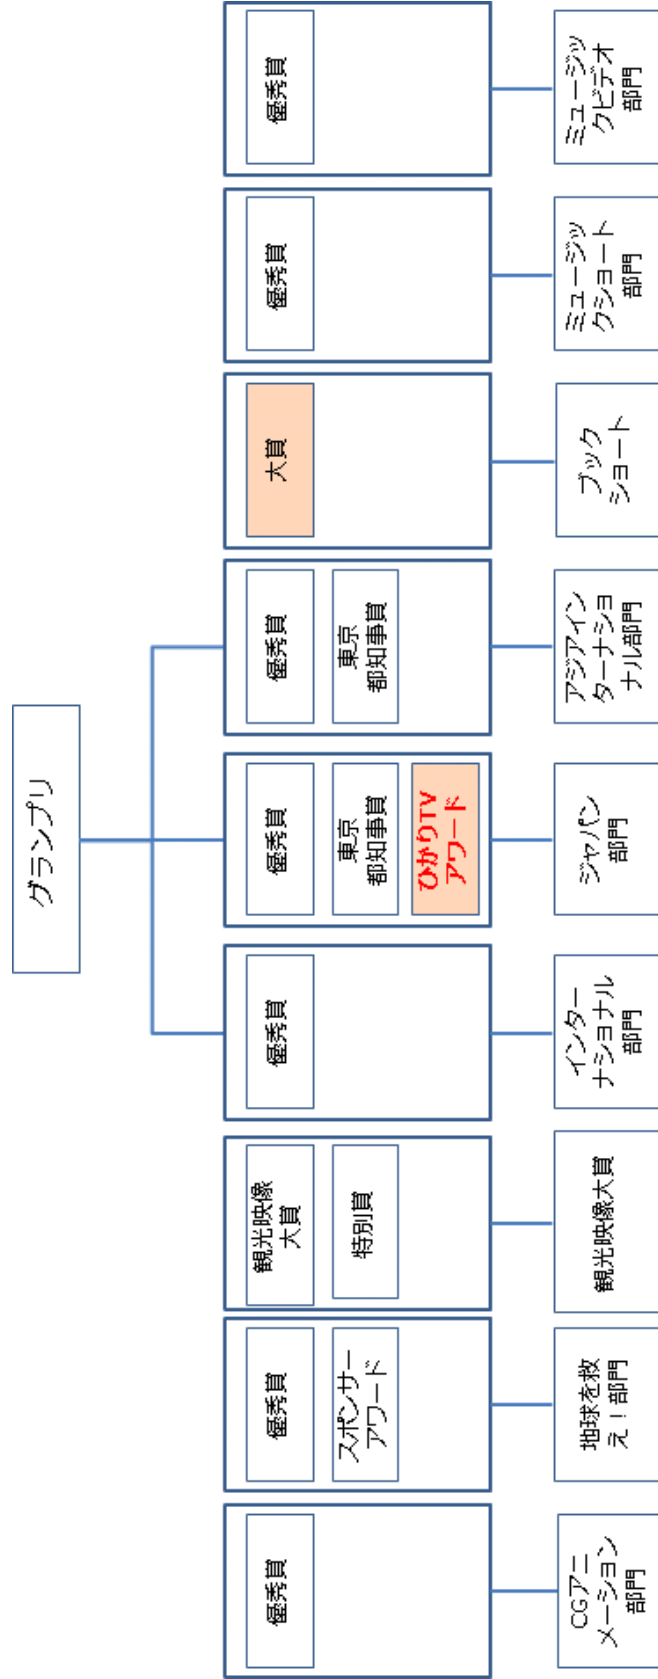 グランプリ
優秀賞
優秀賞
スポンサー
アワード
観光映像
大賞
特別賞
優秀賞
優秀賞
東京
都知事賞
ひかりTV
アワード
優秀賞
東京
都知事賞
大賞
優秀賞
優秀賞
CGアニ
メーション
部門
地球を救
え！部門
観光映像大賞
インター
ナショナル
部門
ジャパン
部門
アジアイン
ターナショ
ナル部門
ブック
ショート
ミュージッ
クショート
部門
ミュージッ
クビデオ
部門